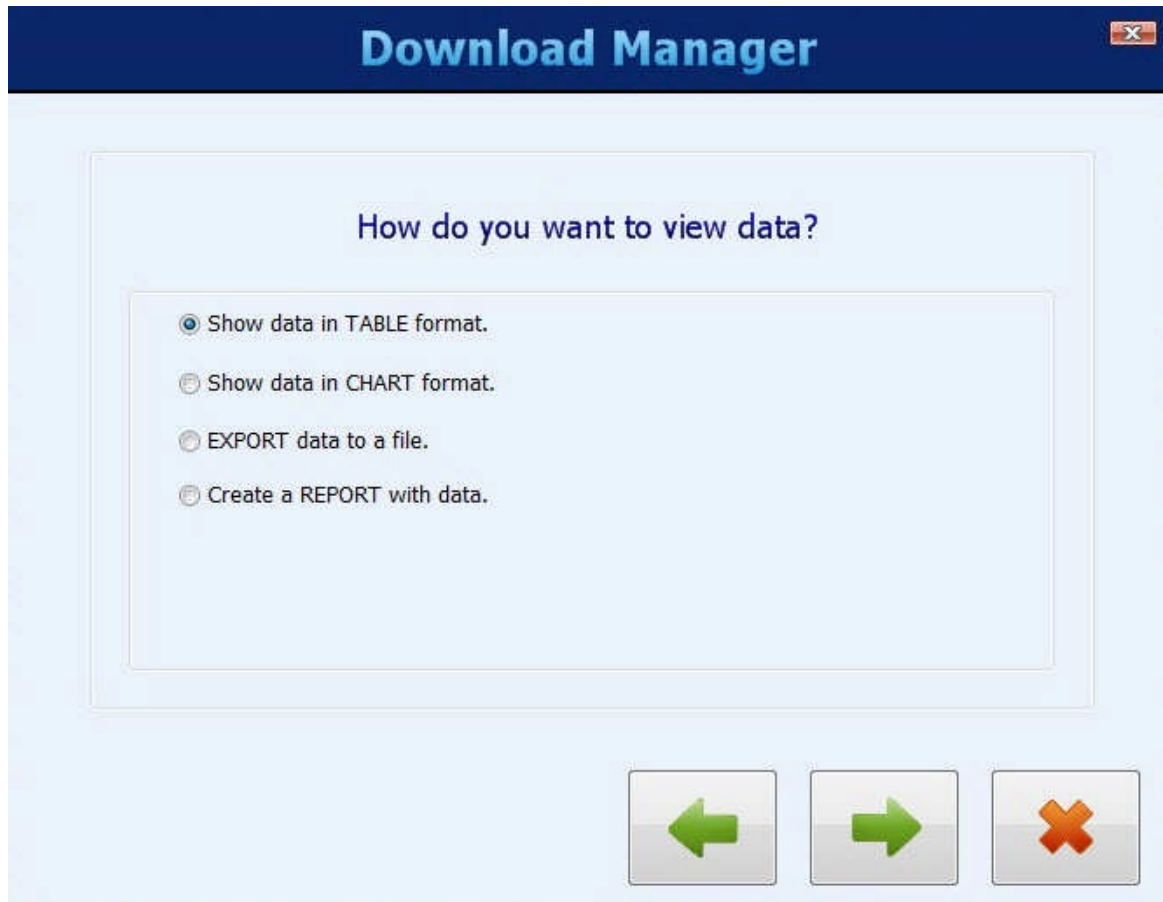 Download Manager
How do you want to view data?
Show data in TABLE format.
Show data in CHART format.
EXPORT data to a file.
Create a REPORT with data.